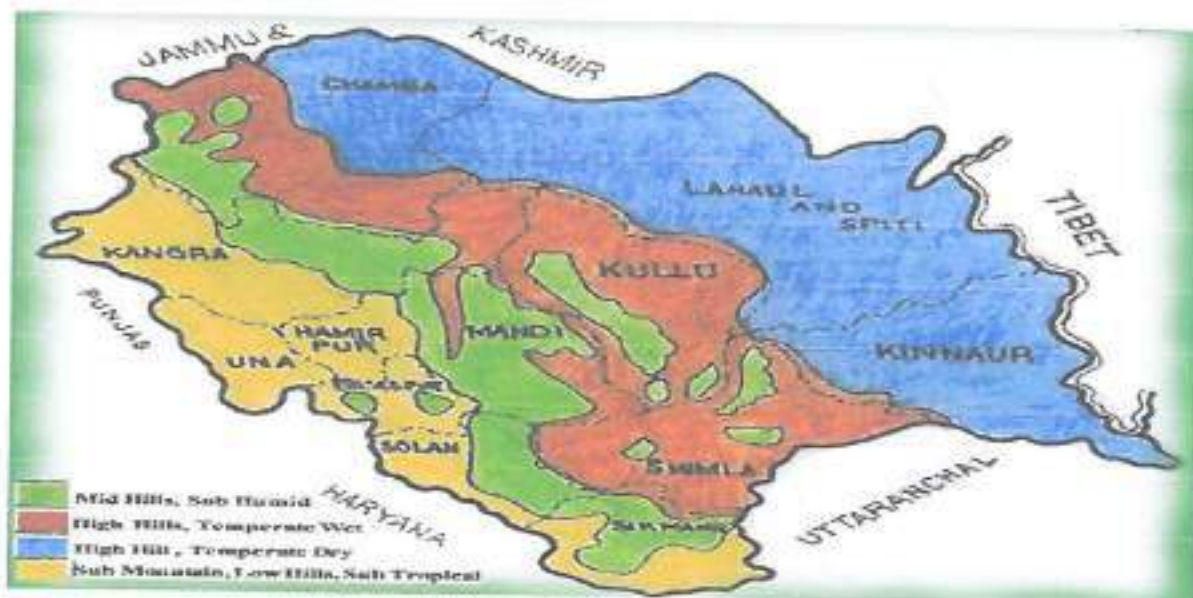 JAMMU &
KASHMIR
CHAMBA
LAHAUL
AND
SPITI
TIBET
KANGRA
KULLU
PUNJAB
HAMIR
PUR
MANDI
UNA
KINNAUR
SOLAN
SHIMLA
HARYANA
UTTARANCHAL
Mid Hills, Sub Humid
High Hills, Temperate Wet
High Hill, Temperate Dry
Sub Mountain, Low Hills, Sub Tropical